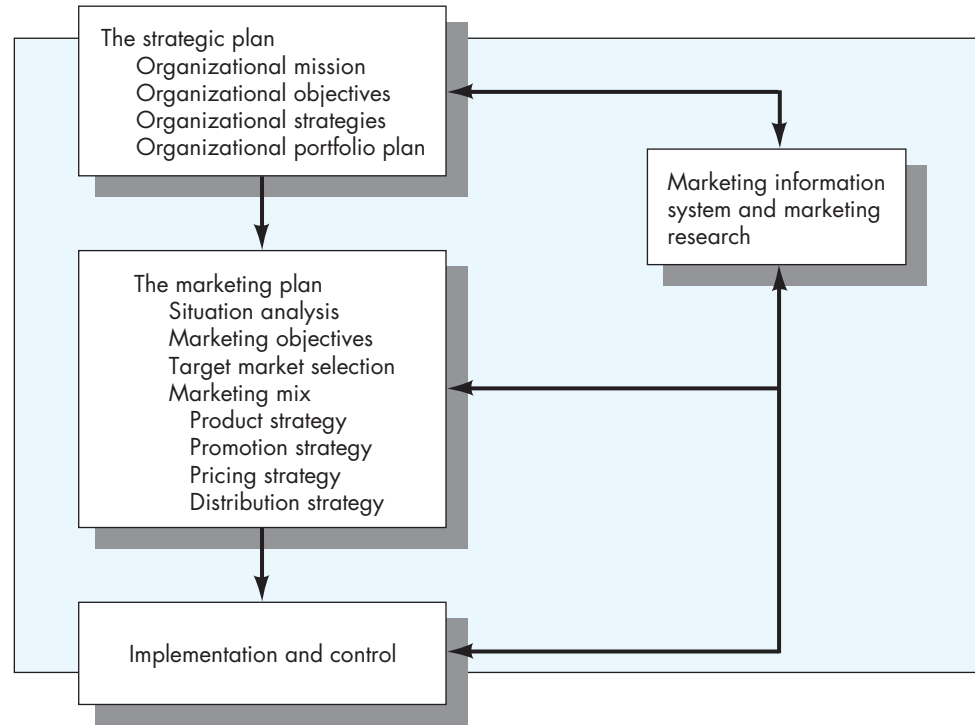 The strategic plan
Organizational mission
Organizational objectives
Organizational strategies
Organizational portfolio plan
Marketing information
system and marketing
research
The marketing plan
Situation analysis
Marketing objectives
Target market selection
Marketing mix
Product strategy
Promotion strategy
Pricing strategy
Distribution strategy
Implementation and control